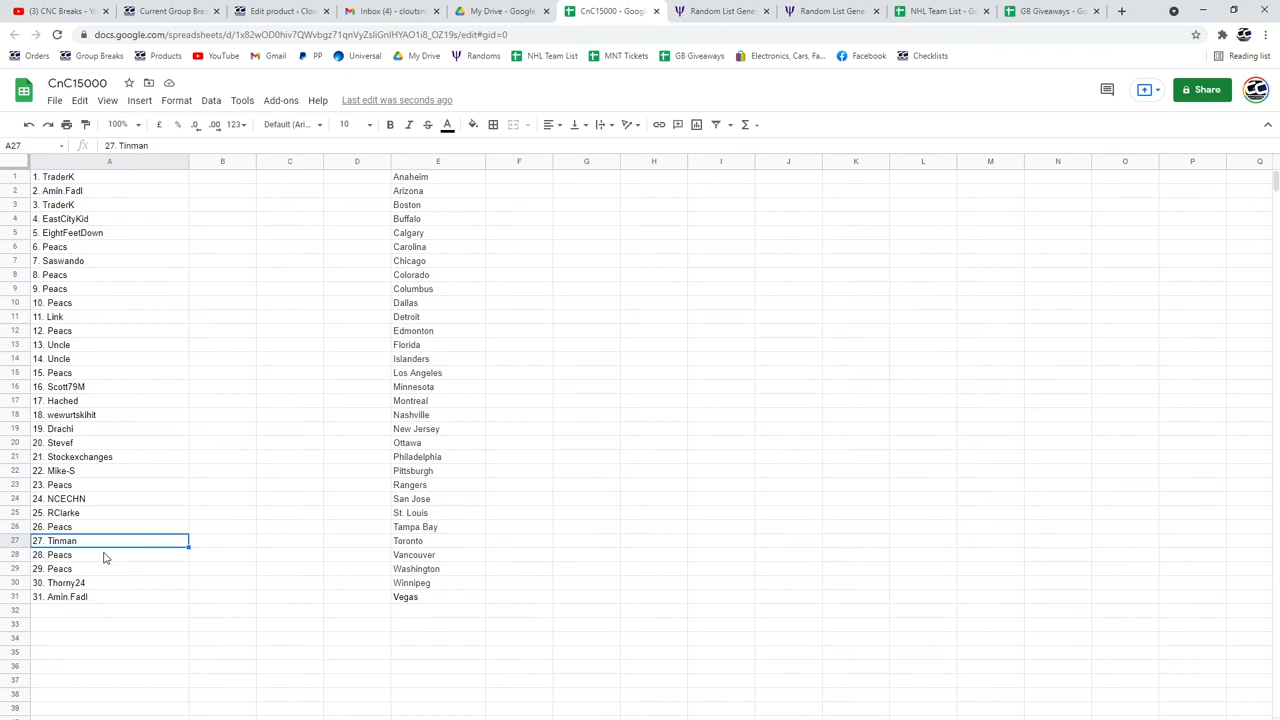 (3) CnC Breaks - Yo
Current Group Brea
Edit product ‹ Clou
Inbox (4) - cloutsno
My Drive - Google
CnC15000 - Google
Random List Gener
Random List Gener
NHL Team List - Go
GB Giveaways - Go
docs.google.com/spreadsheets/d/1x82wOD0hiv7QWvbgz71qnVyZsliGnIHYAO1i8_OZ19s/edit#gid=0
Orders
Group Breaks
Products
YouTube
Gmail
PP
Universal
My Drive
Randoms
NHL Team List
MNT Tickets
GB Giveaways
Electronics, Cars, Fa...
Facebook
Checklists
Reading list
CnC15000
File Edit View Insert Format Data Tools Add-ons Help Last edit was seconds ago
Share
100% £ % .0 .00 123 Default (Ari... 10
A27 fx 27. Tinman
A B C D E F G H I J K L M N O P Q
1 1. TraderK Anaheim
2 2. Amin.Fadl Arizona
3 3. TraderK Boston
4 4. EastCityKid Buffalo
5 5. EightFeetDown Calgary
6 6. Peacs Carolina
7 7. Saswando Chicago
8 8. Peacs Colorado
9 9. Peacs Columbus
10 10. Peacs Dallas
11 11. Link Detroit
12 12. Peacs Edmonton
13 13. Uncle Florida
14 14. Uncle Islanders
15 15. Peacs Los Angeles
16 16. Scott79M Minnesota
17 17. Hached Montreal
18 18. wewurtskihit Nashville
19 19. Drachi New Jersey
20 20. Stevef Ottawa
21 21. Stockexchanges Philadelphia
22 22. Mike-S Pittsburgh
23 23. Peacs Rangers
24 24. NCECHN San Jose
25 25. RClarke St. Louis
26 26. Peacs Tampa Bay
27 27. Tinman Toronto
28 28. Peacs Vancouver
29 29. Peacs Washington
30 30. Thorny24 Winnipeg
31 31. Amin.Fadl Vegas
32
33
34
35
36
37
38
39